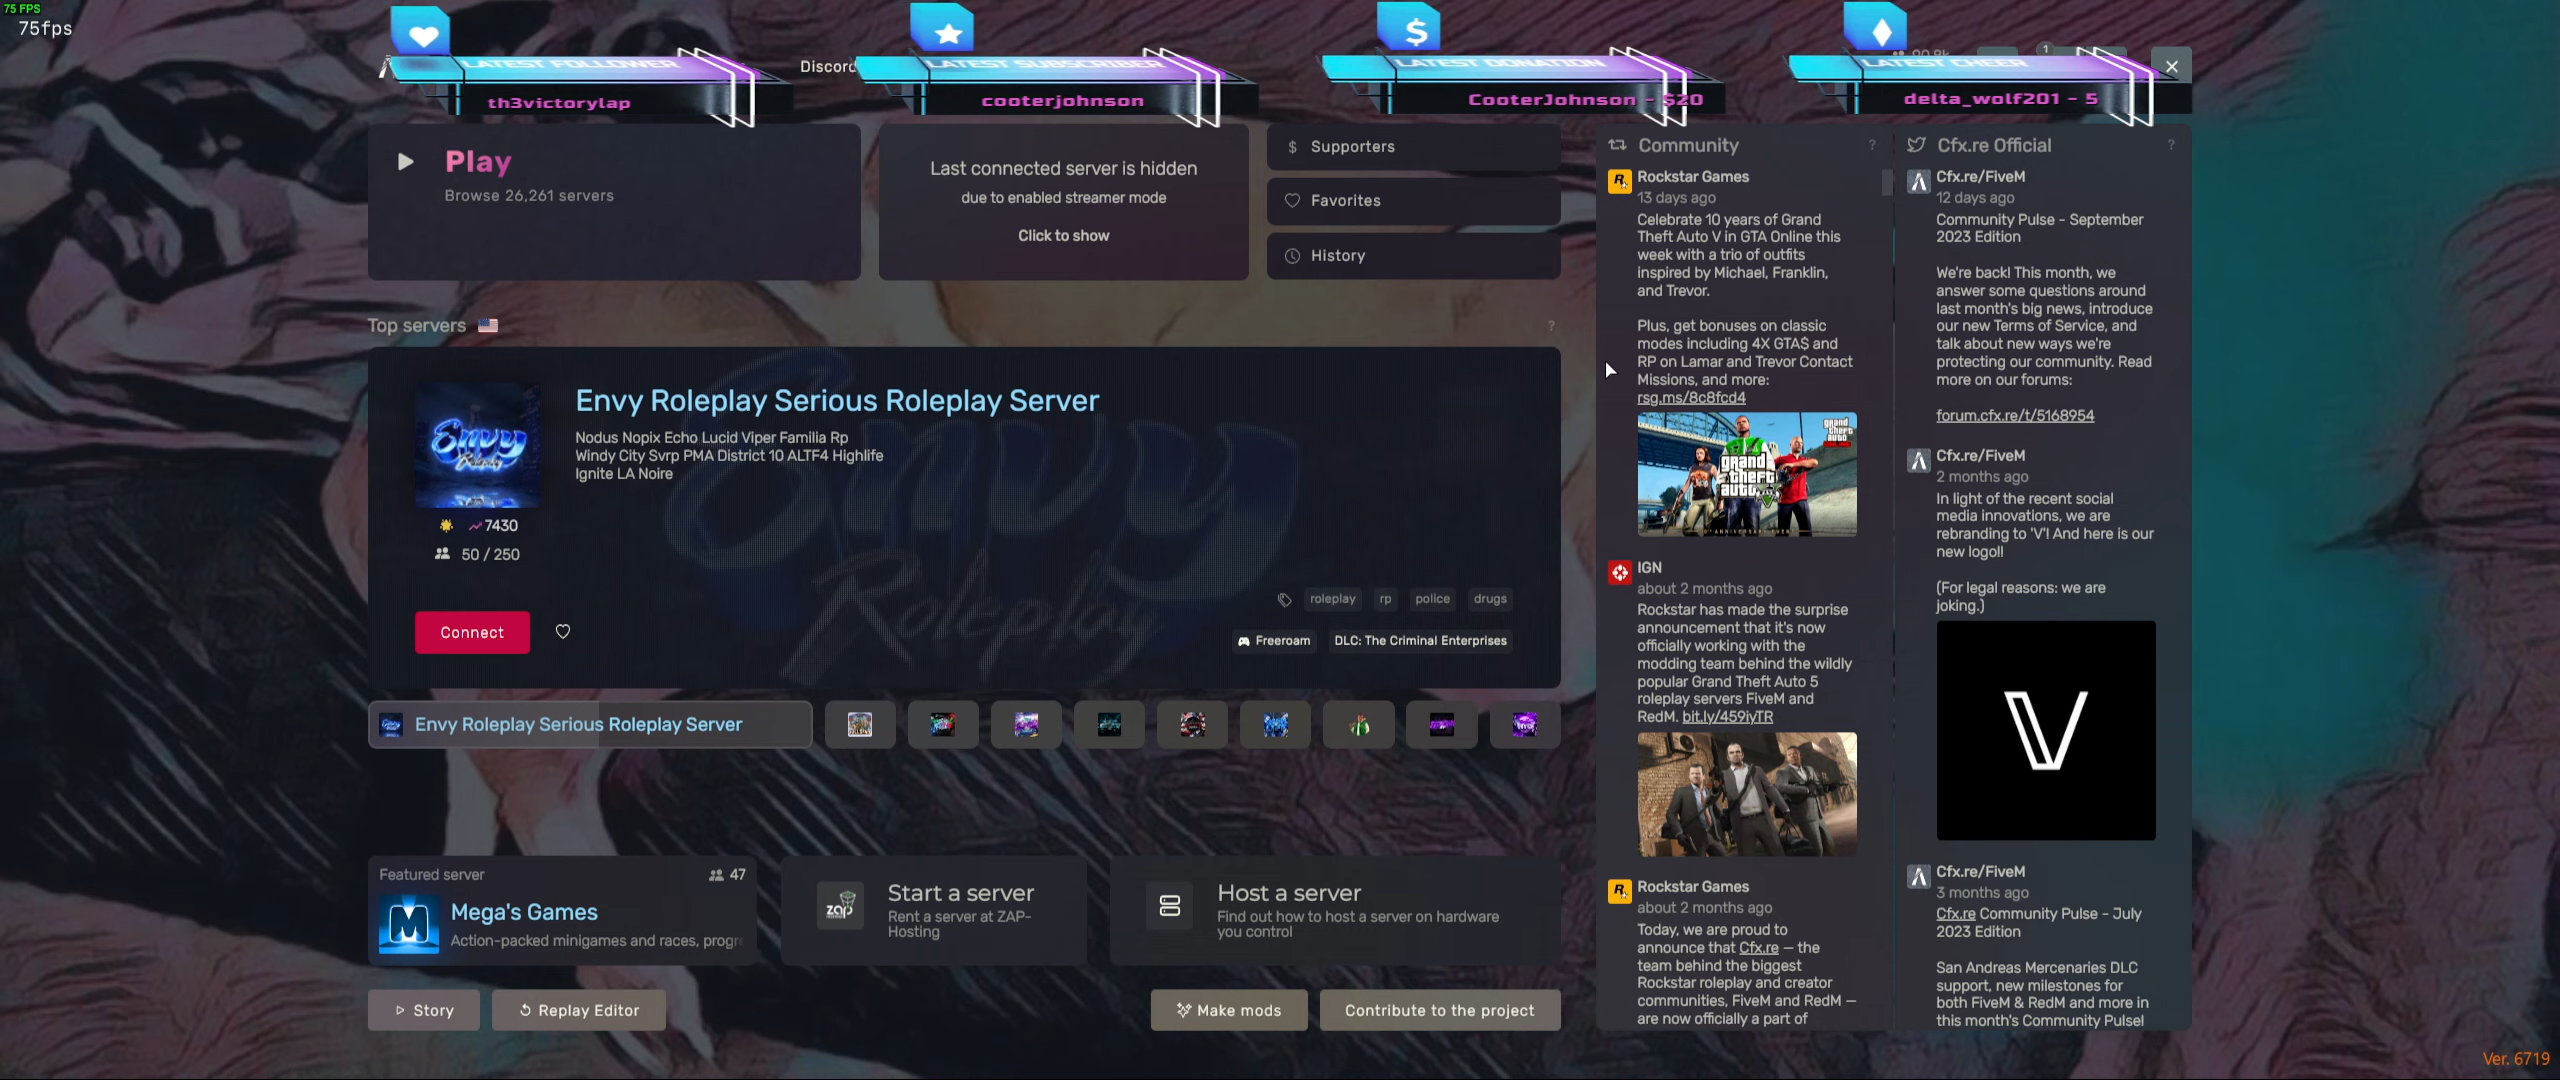 75 FPS
75fps
LATEST FOLLOWER
th3victorylap
Discord
LATEST SUBSCRIBER
cooterjohnson
LATEST DONATION
CooterJohnson - $20
LATEST CHEER
delta_wolf201 - 5
1
Play
Browse 26,261 servers
Last connected server is hidden
due to enabled streamer mode
Click to show
$ Supporters
Favorites
History
Top servers
?
Envy Roleplay
Envy Roleplay Serious Roleplay Server
Nodus Nopix Echo Lucid Viper Familia Rp
Windy City Svrp PMA District 10 ALTF4 Highlife
Ignite LA Noire
7430
50 / 250
Connect
roleplay rp police drugs
Freeroam DLC: The Criminal Enterprises
Envy Roleplay
Envy Roleplay Serious Roleplay Server
Featured server 47
Mega's Games
Action-packed minigames and races, progre
zap
Start a server
Rent a server at ZAP-
Hosting
Host a server
Find out how to host a server on hardware
you control
Story
Replay Editor
Make mods
Contribute to the project
Community ?
Rockstar Games
13 days ago
Celebrate 10 years of Grand
Theft Auto V in GTA Online this
week with a trio of outfits
inspired by Michael, Franklin,
and Trevor.
Plus, get bonuses on classic
modes including 4X GTA$ and
RP on Lamar and Trevor Contact
Missions, and more:
rsg.ms/8c8fcd4
grand
theft
auto
IGN
about 2 months ago
Rockstar has made the surprise
announcement that it's now
officially working with the
modding team behind the wildly
popular Grand Theft Auto 5
roleplay servers FiveM and
RedM. bit.ly/459iyTR
Rockstar Games
about 2 months ago
Today, we are proud to
announce that Cfx.re — the
team behind the biggest
Rockstar roleplay and creator
communities, FiveM and RedM —
are now officially a part of
Cfx.re Official ?
Cfx.re/FiveM
12 days ago
Community Pulse - September
2023 Edition
We're back! This month, we
answer some questions around
last month's big news, introduce
our new Terms of Service, and
talk about new ways we're
protecting our community. Read
more on our forums:
forum.cfx.re/t/5168954
Cfx.re/FiveM
2 months ago
In light of the recent social
media innovations, we are
rebranding to 'V'! And here is our
new logo!!
(For legal reasons: we are
joking.)
V
Cfx.re/FiveM
3 months ago
Cfx.re Community Pulse - July
2023 Edition
San Andreas Mercenaries DLC
support, new milestones for
both FiveM & RedM and more in
this month's Community Pulse!
Ver. 6719